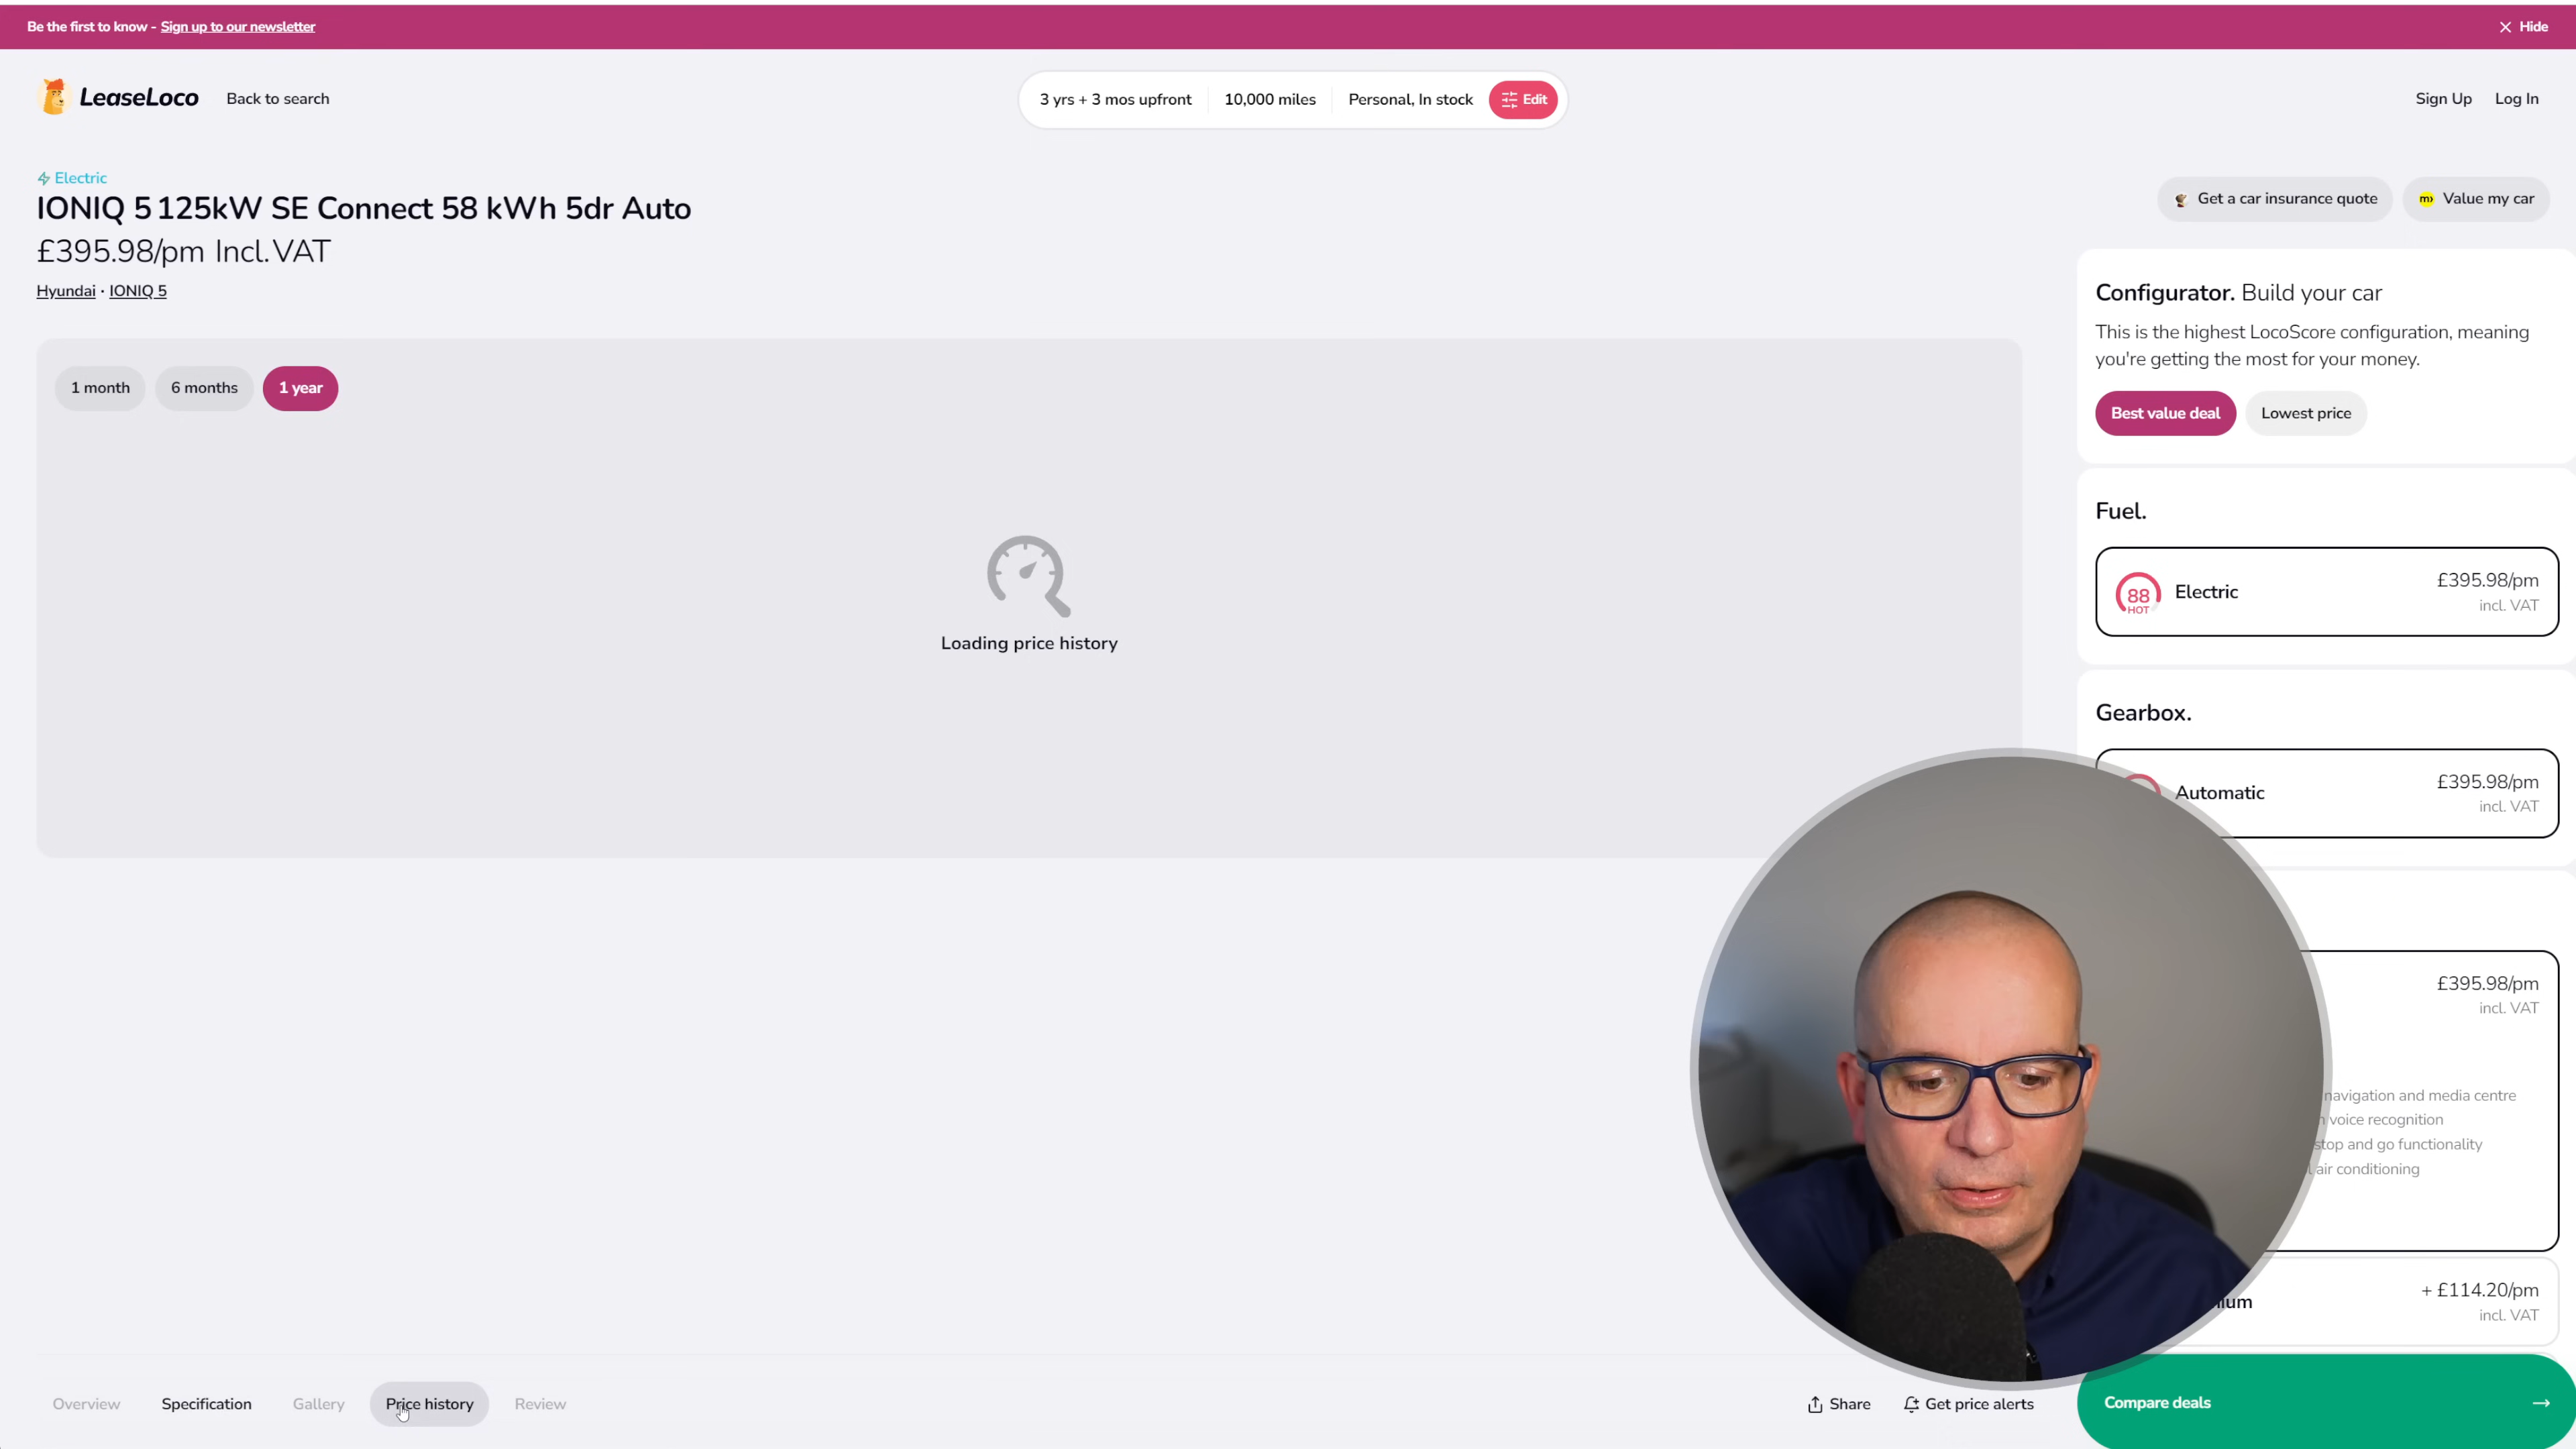 Be the first to know - Sign up to our newsletter
Hide
LeaseLoco
Back to search
3 yrs + 3 mos upfront
10,000 miles
Personal, In stock
Edit
Sign Up
Log In
Electric
IONIQ 5 125kW SE Connect 58 kWh 5dr Auto
£395.98/pm Incl.VAT
Hyundai · IONIQ 5
Get a car insurance quote
m)
Value my car
1 month
6 months
1 year
Loading price history
Configurator. Build your car
This is the highest LocoScore configuration, meaning
you're getting the most for your money.
Best value deal
Lowest price
Fuel.
88
HOT
Electric
£395.98/pm
incl. VAT
Gearbox.
Automatic
£395.98/pm
incl. VAT
£395.98/pm
incl. VAT
navigation and media centre
voice recognition
stop and go functionality
air conditioning
+ £114.20/pm
incl. VAT
Overview
Specification
Gallery
Price history
Review
Share
Get price alerts
Compare deals